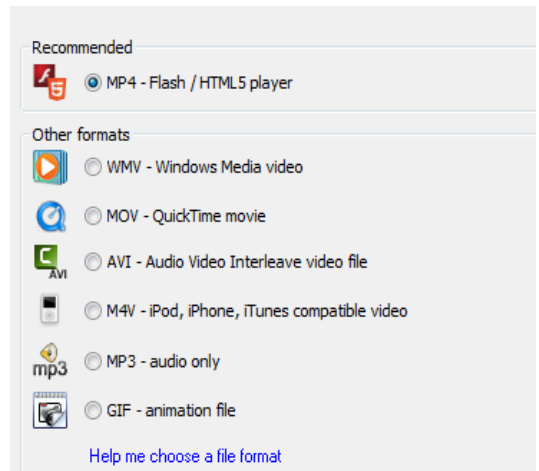 Recommended
MP4 - Flash / HTML5 player
Other formats
WMV - Windows Media video
MOV - QuickTime movie
AVI - Audio Video Interleave video file
AVI
M4V - iPod, iPhone, iTunes compatible video
mp3 MP3 - audio only
GIF - animation file
Help me choose a file format